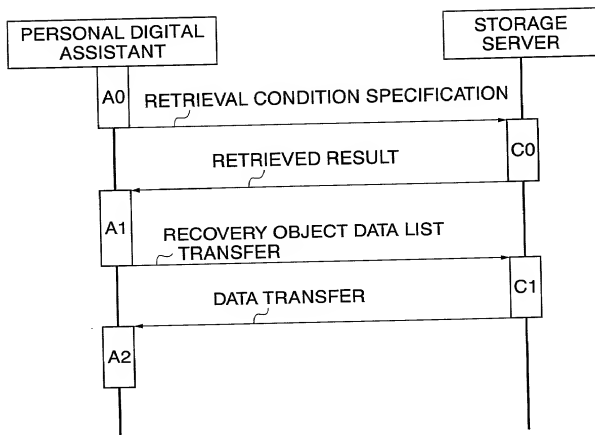 PERSONAL DIGITAL
ASSISTANT
STORAGE
SERVER
A0
RETRIEVAL CONDITION SPECIFICATION
C0
RETRIEVED RESULT
A1
RECOVERY OBJECT DATA LIST
TRANSFER
C1
DATA TRANSFER
A2